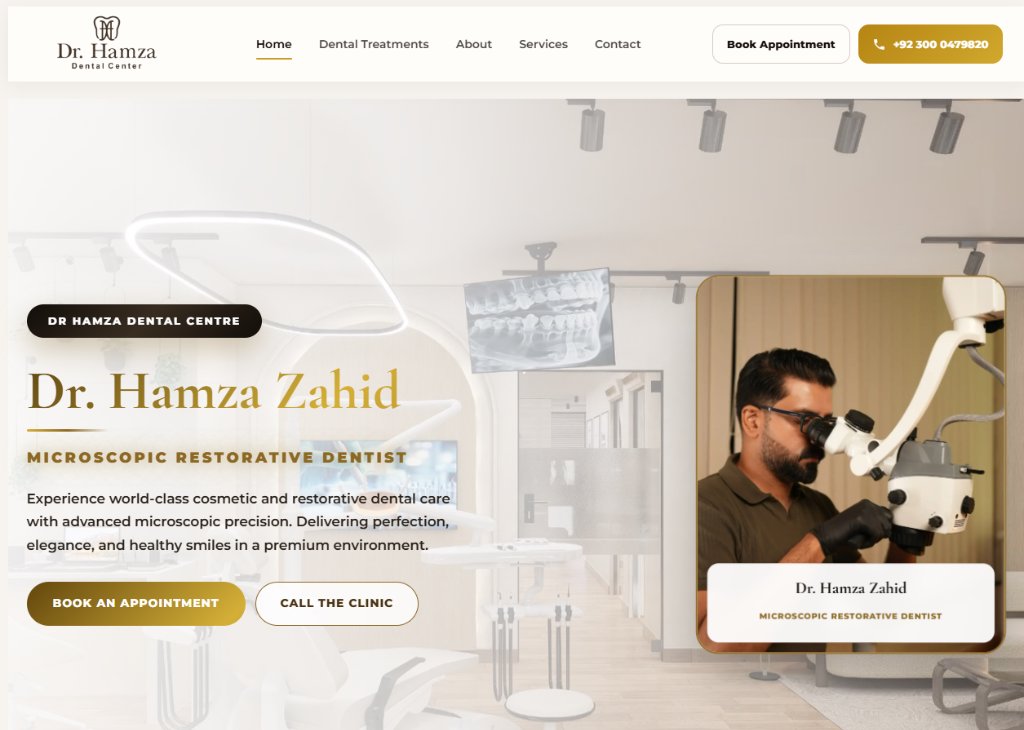 Dr. Hamza
Dental Center
Home
Dental Treatments
About
Services
Contact
Book Appointment
+92 300 0479820
DR HAMZA DENTAL CENTRE
Dr. Hamza Zahid
MICROSCOPIC RESTORATIVE DENTIST
Experience world-class cosmetic and restorative dental care
with advanced microscopic precision. Delivering perfection,
elegance, and healthy smiles in a premium environment.
BOOK AN APPOINTMENT
CALL THE CLINIC
Dr. Hamza Zahid
MICROSCOPIC RESTORATIVE DENTIST